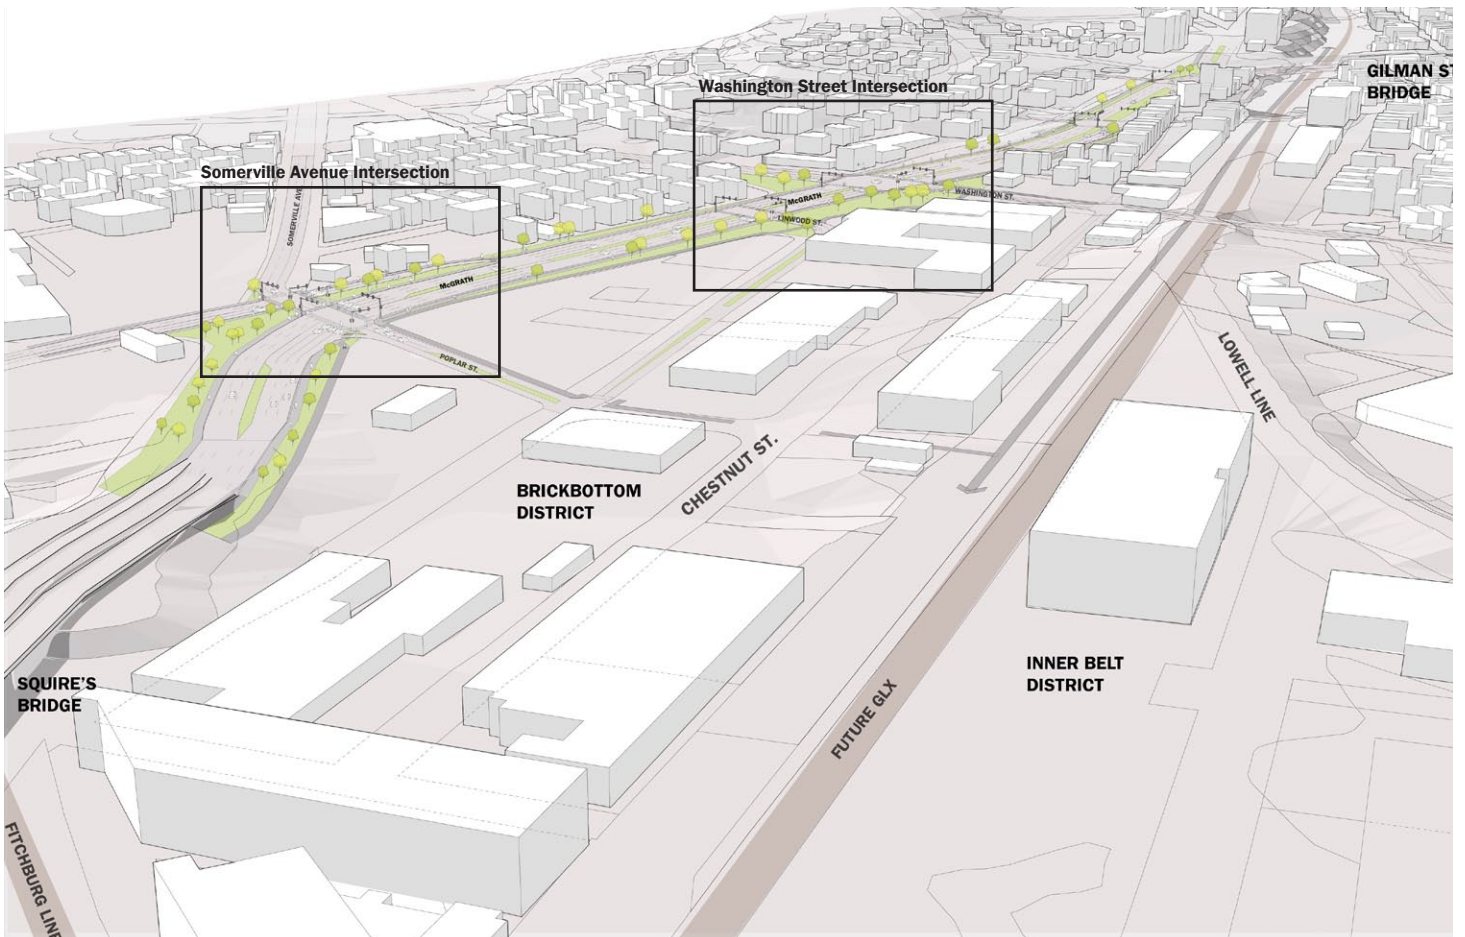 GILMAN ST
BRIDGE
Washington Street Intersection
Somerville Avenue Intersection
SOMERVILLE AVE
WASHINGTON ST.
McGRATH
LINWOOD ST.
McGRATH
POPLAR ST.
LOWELL LINE
CHESTNUT ST.
BRICKBOTTOM
DISTRICT
INNER BELT
DISTRICT
SQUIRE'S
BRIDGE
FUTURE GLX
FITCHBURG LINE